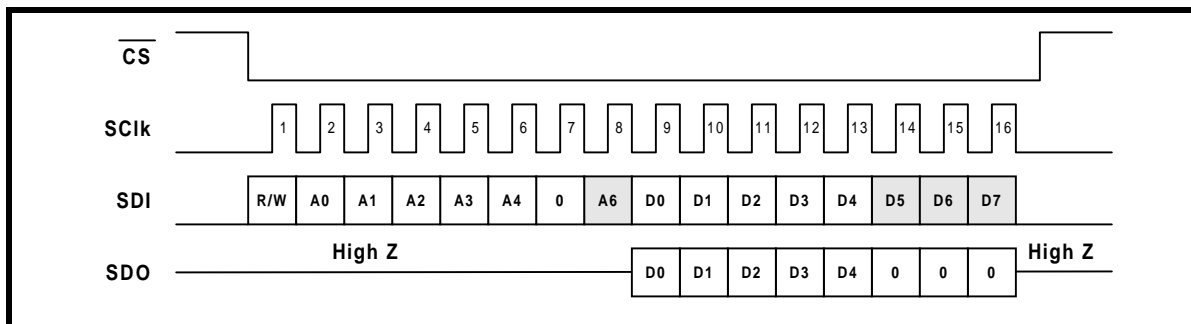 CS
SClk 1 2 3 4 5 6 7 8 9 10 11 12 13 14 15 16
SDI R/W A0 A1 A2 A3 A4 0 A6 D0 D1 D2 D3 D4 D5 D6 D7
High Z High Z
SDO D0 D1 D2 D3 D4 0 0 0